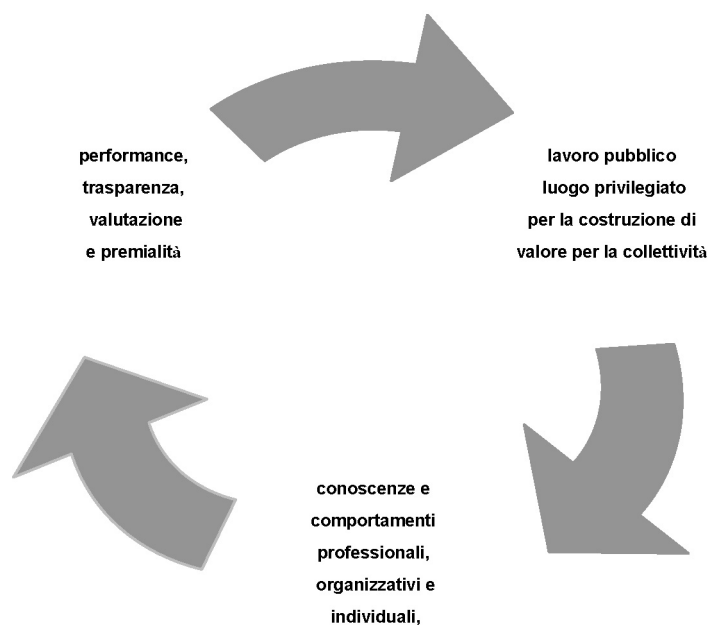 performance,
trasparenza,
valutazione
e premialità
lavoro pubblico
luogo privilegiato
per la costruzione di
valore per la collettività
conoscenze e
comportamenti
professionali,
organizzativi e
individuali,